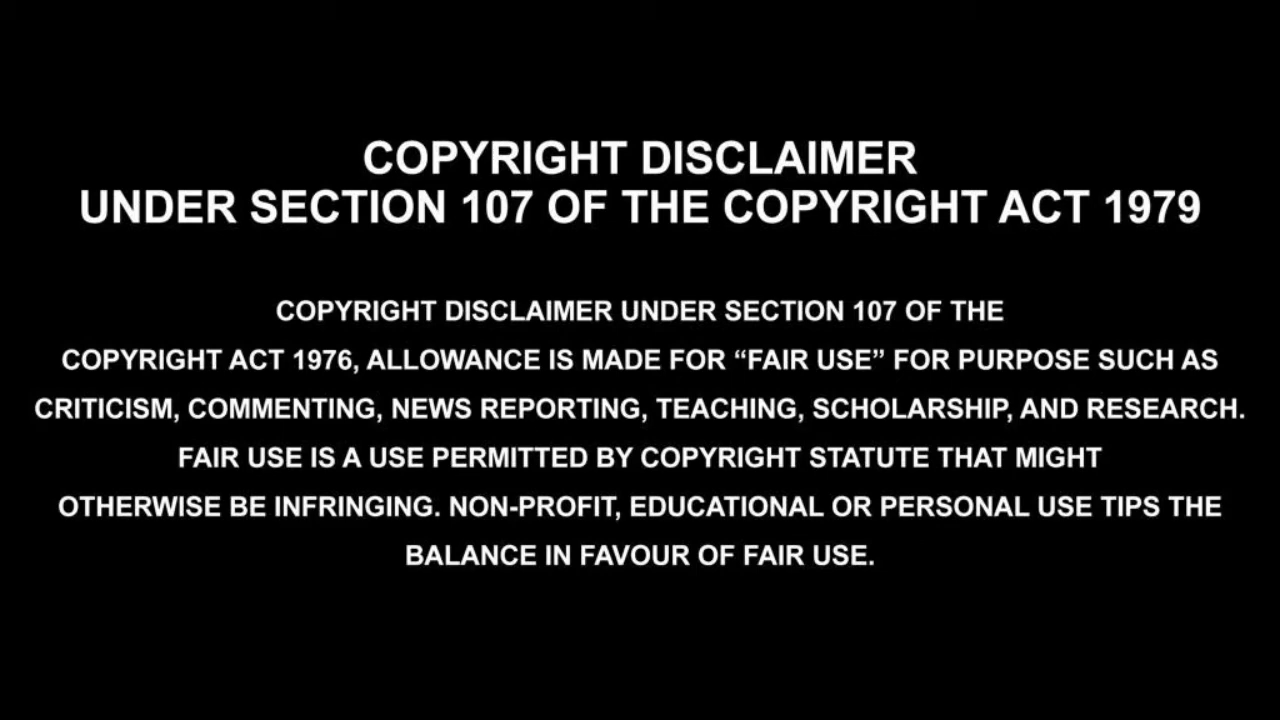 COPYRIGHT DISCLAIMER
UNDER SECTION 107 OF THE COPYRIGHT ACT 1979
COPYRIGHT DISCLAIMER UNDER SECTION 107 OF THE
COPYRIGHT ACT 1976, ALLOWANCE IS MADE FOR “FAIR USE” FOR PURPOSE SUCH AS
CRITICISM, COMMENTING, NEWS REPORTING, TEACHING, SCHOLARSHIP, AND RESEARCH.
FAIR USE IS A USE PERMITTED BY COPYRIGHT STATUTE THAT MIGHT
OTHERWISE BE INFRINGING. NON-PROFIT, EDUCATIONAL OR PERSONAL USE TIPS THE
BALANCE IN FAVOUR OF FAIR USE.